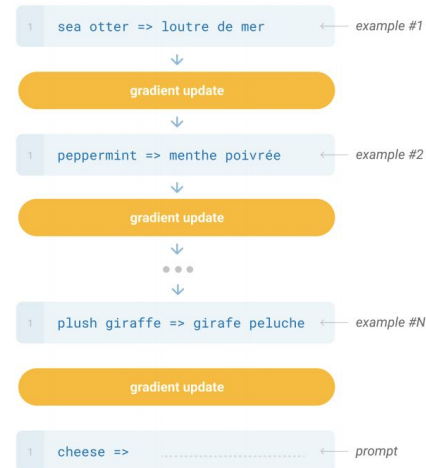 1 sea otter => loutre de mer example #1
gradient update
1 peppermint => menthe poivrée example #2
gradient update
1 plush giraffe => girafe peluche example #N
gradient update
1 cheese => ........................ prompt